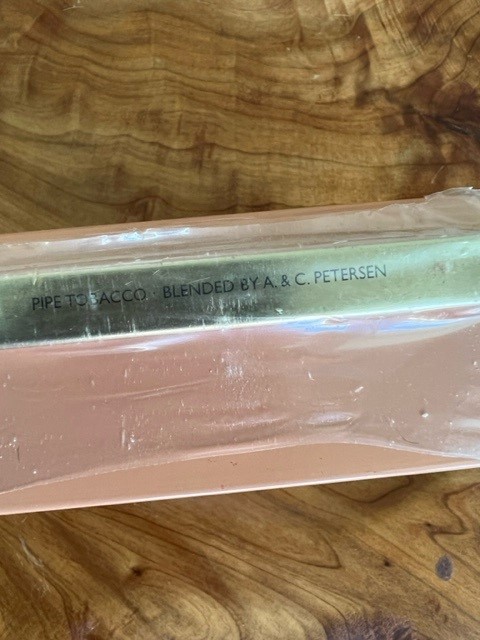 PIPE TOBACCO · BLENDED BY A. & C. PETERSEN